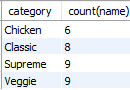 category count(name)
Chicken 6
Classic 8
Supreme 9
Veggie 9